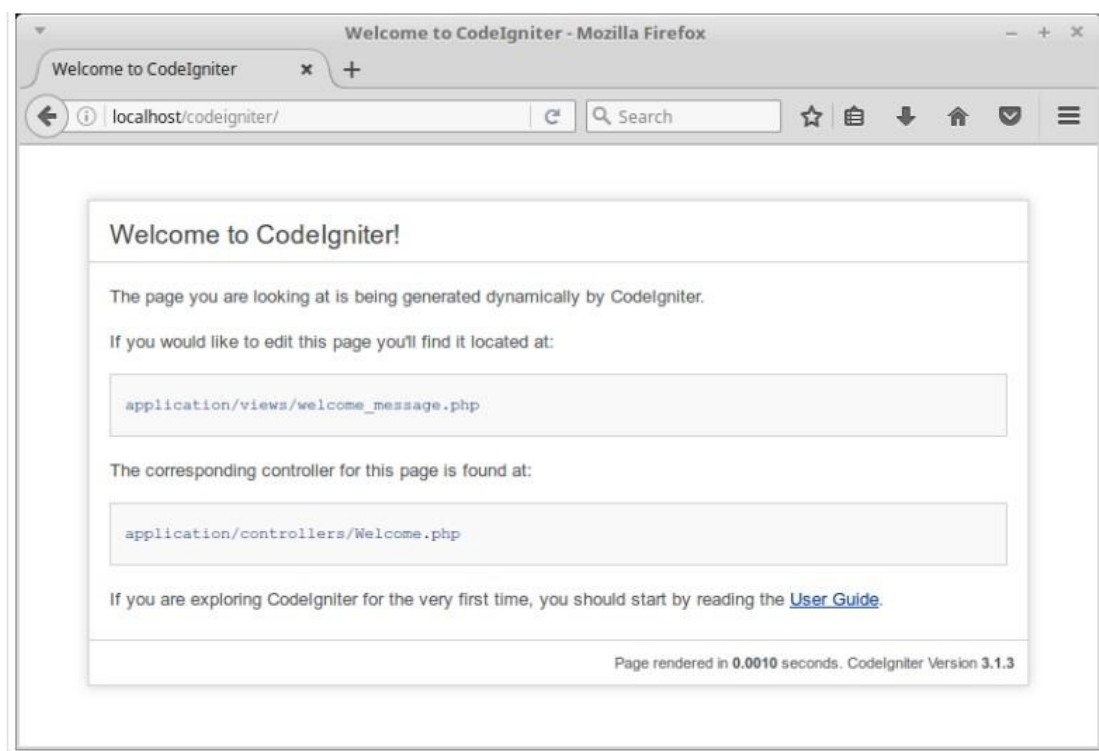 Welcome to CodeIgniter - Mozilla Firefox
Welcome to CodeIgniter
localhost/codeigniter/
Search
Welcome to CodeIgniter!
The page you are looking at is being generated dynamically by CodeIgniter.
If you would like to edit this page you'll find it located at:
application/views/welcome_message.php
The corresponding controller for this page is found at:
application/controllers/Welcome.php
If you are exploring CodeIgniter for the very first time, you should start by reading the User Guide.
Page rendered in 0.0010 seconds. CodeIgniter Version 3.1.3